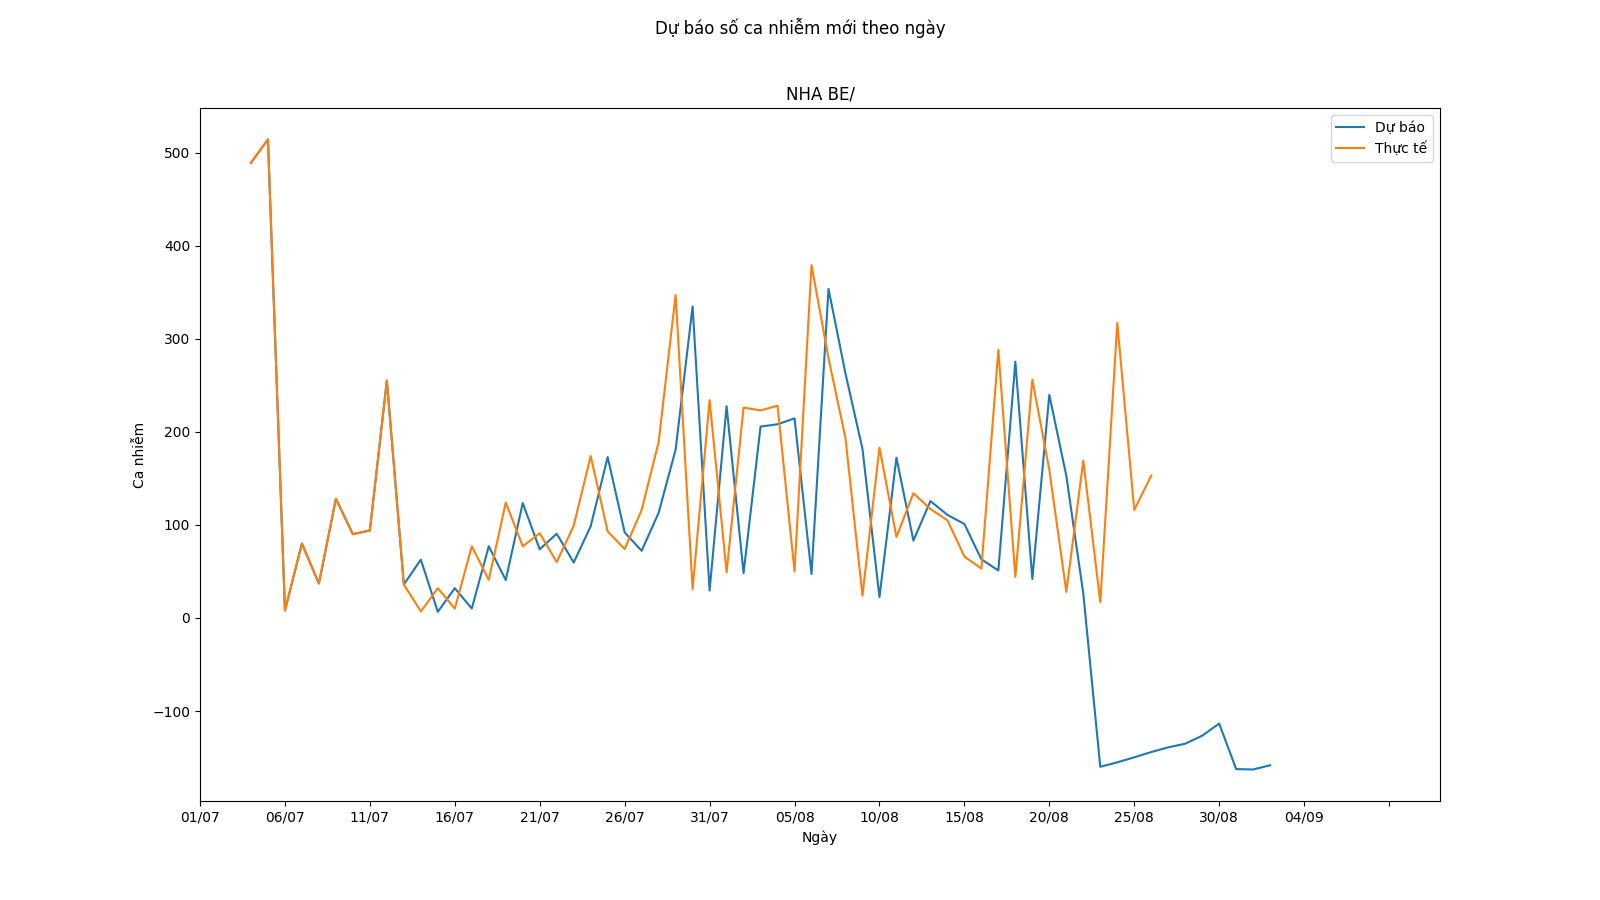 Dự báo số ca nhiễm mới theo ngày
NHA BE/
Dự báo
Thực tế
500
400
300
200
100
0
−100
Ca nhiễm
01/07 06/07 11/07 16/07 21/07 26/07 31/07 05/08 10/08 15/08 20/08 25/08 30/08 04/09
Ngày